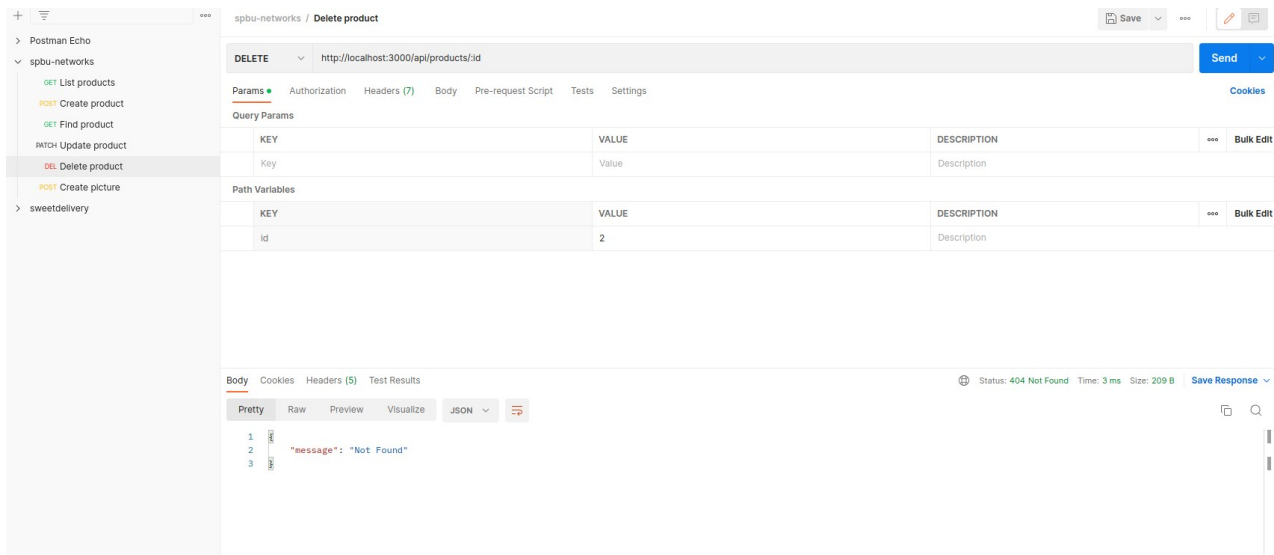 spbu-networks / Delete product
Save
Postman Echo
spbu-networks
GET List products
POST Create product
GET Find product
PATCH Update product
DEL Delete product
POST Create picture
sweetdelivery
DELETE http://localhost:3000/api/products/:id Send
Params Authorization Headers (7) Body Pre-request Script Tests Settings Cookies
Query Params
KEY VALUE DESCRIPTION Bulk Edit
Key Value Description
Path Variables
KEY VALUE DESCRIPTION Bulk Edit
id 2 Description
Body Cookies Headers (5) Test Results Status: 404 Not Found Time: 3 ms Size: 209 B Save Response
Pretty Raw Preview Visualize JSON
1 {
2 "message": "Not Found"
3 }